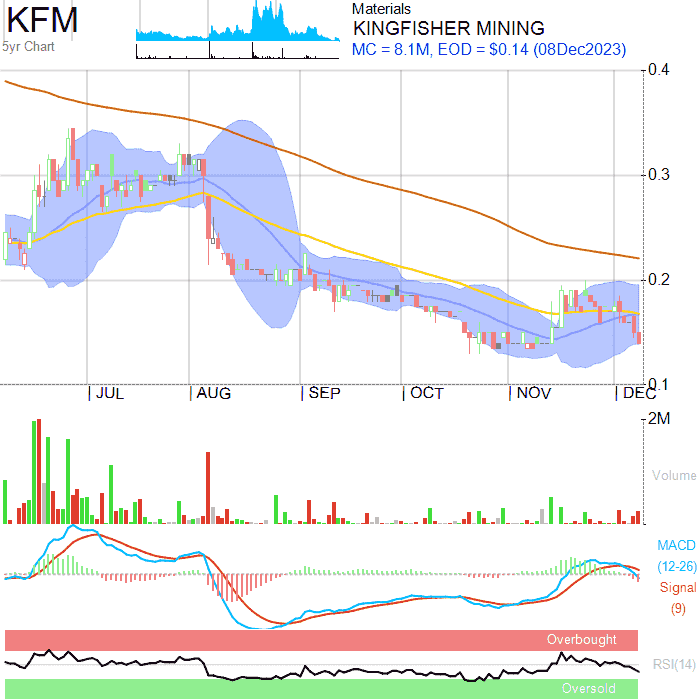 KFM
5yr Chart
Materials
KINGFISHER MINING
MC = 8.1M, EOD = $0.14 (08Dec2023)
0.4
0.3
0.2
0.1
JUL AUG SEP OCT NOV DEC
2M
Volume
MACD
(12-26)
Signal
(9)
Overbought
RSI(14)
Oversold